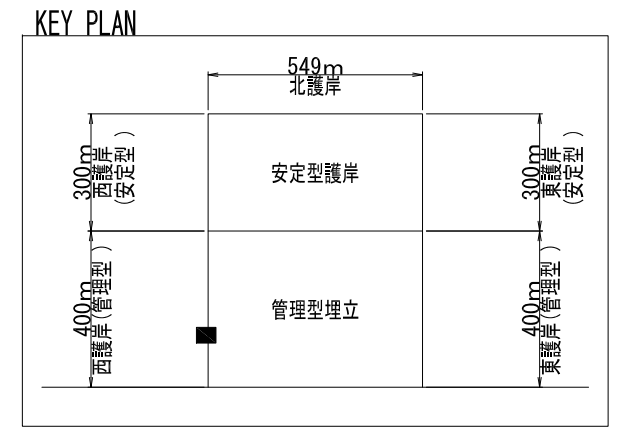 KEY PLAN
549m
北護岸
300m
西護岸
(安定型)
安定型護岸
300m
東護岸
(安定型)
400m
西護岸(管理型)
管理型埋立
400m
東護岸(管理型)